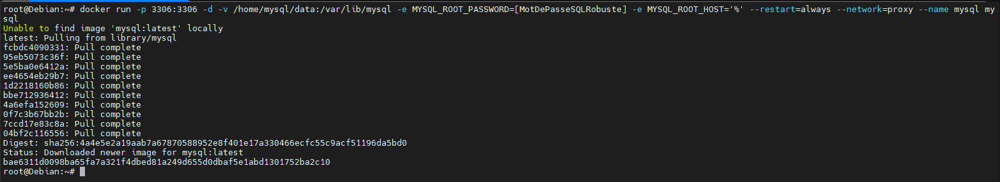 root@Debian:~# docker run -p 3306:3306 -d -v /home/mysql/data:/var/lib/mysql -e MYSQL_ROOT_PASSWORD=[MotDePasseSQLRobuste] -e MYSQL_ROOT_HOST='%' --restart=always --network=proxy --name mysql my
sql
Unable to find image 'mysql:latest' locally
latest: Pulling from library/mysql
fcbdc4090331: Pull complete
95eb5073c36f: Pull complete
5e5ba0e6412a: Pull complete
ee4654eb29b7: Pull complete
1d2218160b86: Pull complete
bbe712936412: Pull complete
4a6efa152609: Pull complete
0f7c3b67bb2b: Pull complete
7ccd17e83c8a: Pull complete
04bf2c116556: Pull complete
Digest: sha256:4a4e5e2a19aab7a67870588952e8f401e17a330466ecfc55c9acf51196da5bd0
Status: Downloaded newer image for mysql:latest
bae6311d0098ba65fa7a321f4dbed81a249d655d0dbaf5e1abd1301752ba2c10
root@Debian:~#